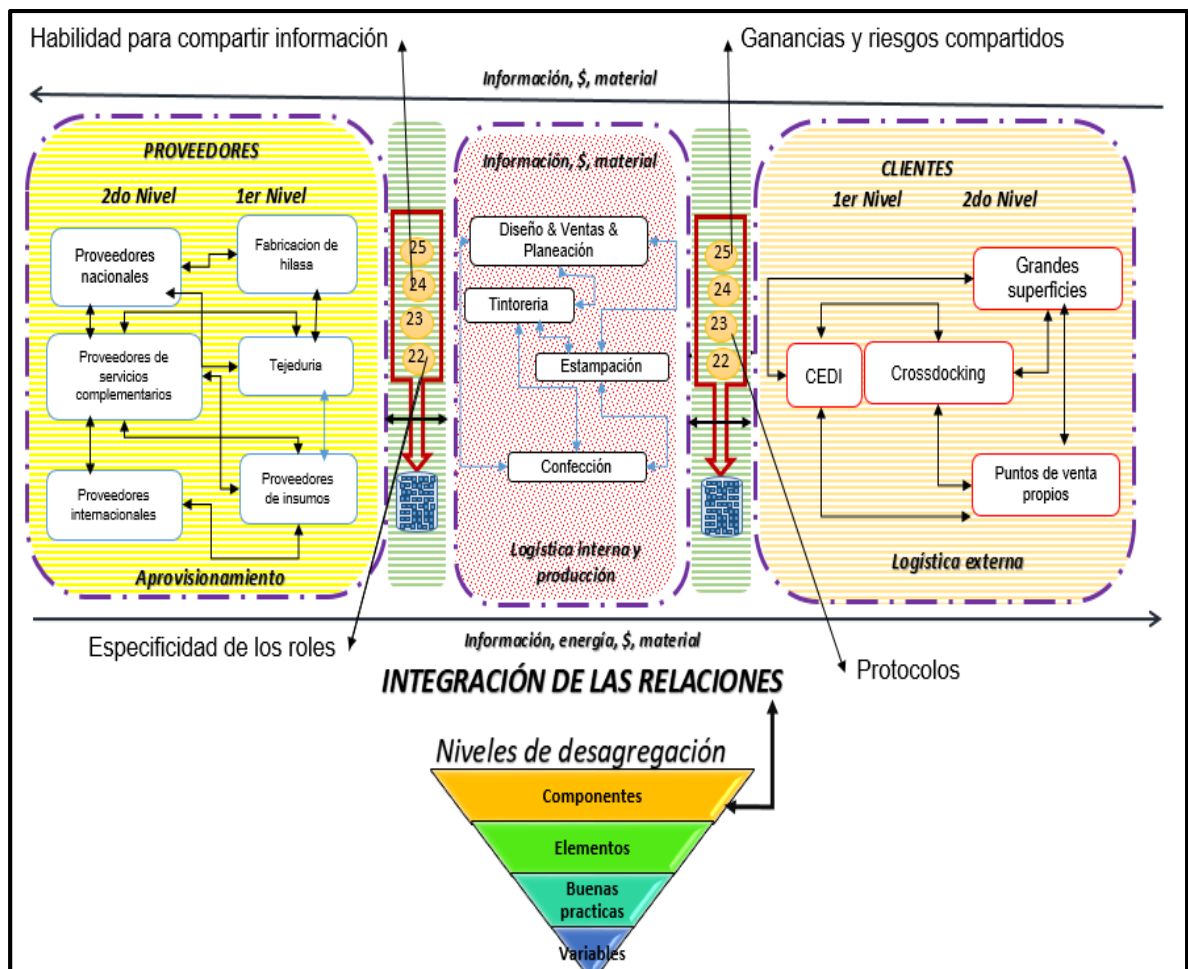 Habilidad para compartir información
Ganancias y riesgos compartidos
Información, $, material
PROVEEDORES
2do Nivel
1er Nivel
Proveedores
nacionales
Fabricacion de
hilasa
Proveedores de
servicios
complementarios
Tejeduria
Proveedores
internacionales
Proveedores
de insumos
Aprovisionamiento
25
24
23
22
Información, $, material
Diseño & Ventas &
Planeación
Tintoreria
Estampación
Confección
Logística interna y
producción
25
24
23
22
CLIENTES
1er Nivel
2do Nivel
Grandes
superficies
CEDI
Crossdocking
Puntos de venta
propios
Logística externa
Especificidad de los roles
Información, energía, $, material
Protocolos
INTEGRACIÓN DE LAS RELACIONES
Niveles de desagregación
Componentes
Elementos
Buenas
practicas
Variables